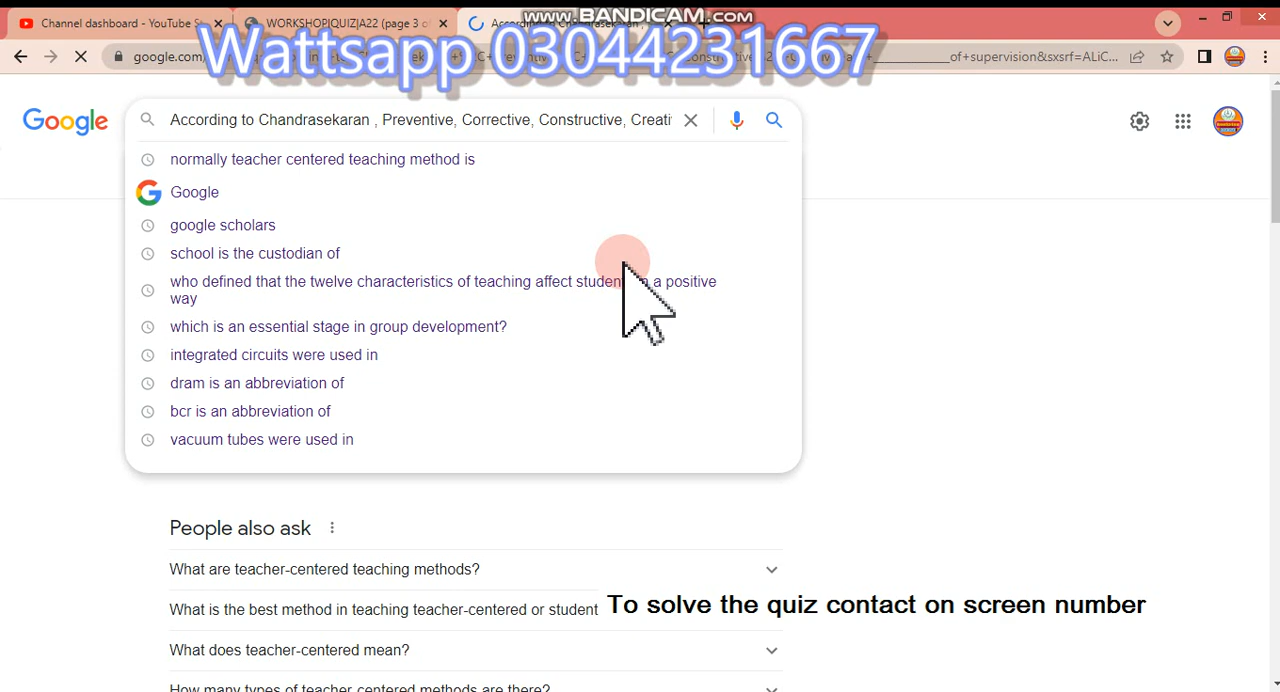 www.BANDICAM.com
Channel dashboard - YouTube St
WORKSHOP|QUIZ|A22 (page 3 of
According to Chandrasekaran ,
Wattsapp 03044231667
google.com/
of+supervision&sxsrf=ALiC...
Google
According to Chandrasekaran , Preventive, Corrective, Constructive, Creati
normally teacher centered teaching method is
Google
google scholars
school is the custodian of
who defined that the twelve characteristics of teaching affect a positive
way
which is an essential stage in group development?
integrated circuits were used in
dram is an abbreviation of
bcr is an abbreviation of
vacuum tubes were used in
People also ask
What are teacher-centered teaching methods?
What is the best method in teaching teacher-centered or student
To solve the quiz contact on screen number
What does teacher-centered mean?
How many types of teacher centered methods are there?